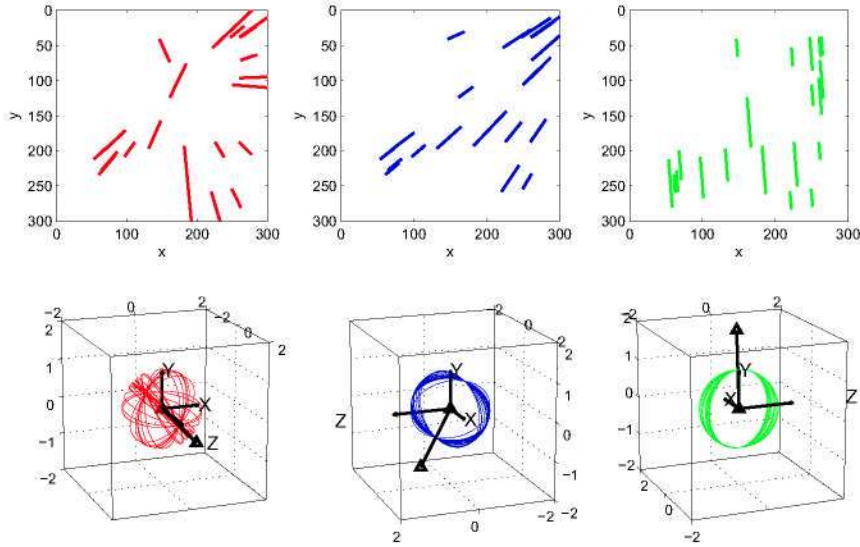 0 0 0
50 50 50
100 100 100
y y y
150 150 150
200 200 200
250 250 250
300 300 300
0 100 200 300 0 100 200 300 0 100 200 300
x x x
-2 0 2 2 0 -2 -2 0 2
2 -2 2 2
1 1 1
Y Y Y
0 X 0 Z X 0
-1 Z -1 -1
-2 -2 -2
2 0 -2 2 0 -2